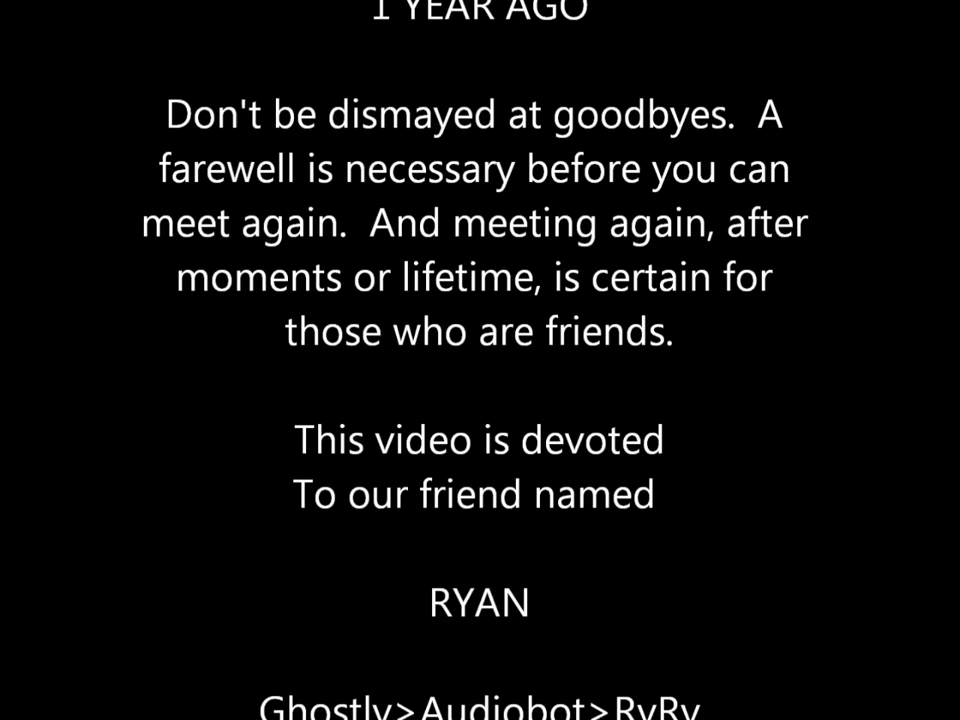 1 YEAR AGO
Don't be dismayed at goodbyes.  A
farewell is necessary before you can
meet again.  And meeting again, after
moments or lifetime, is certain for
those who are friends.
This video is devoted
To our friend named
RYAN
Ghostly>Audiobot>RyRy